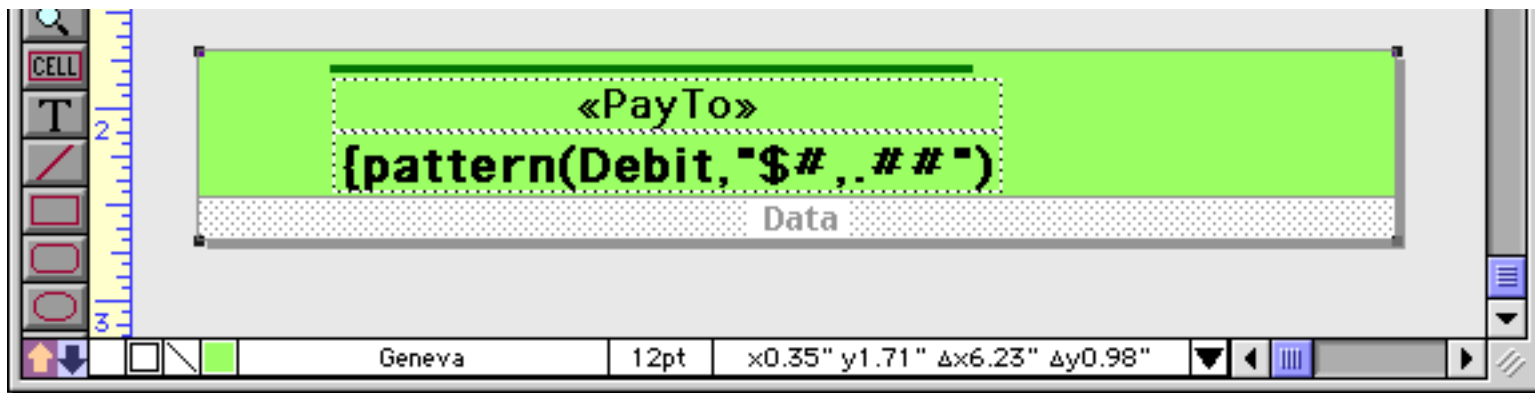 CELL
T
2
«PayTo»
{pattern(Debit,"$#,.##")
Data
3
Geneva 12pt x0.35" y1.71" Δx6.23" Δy0.98"